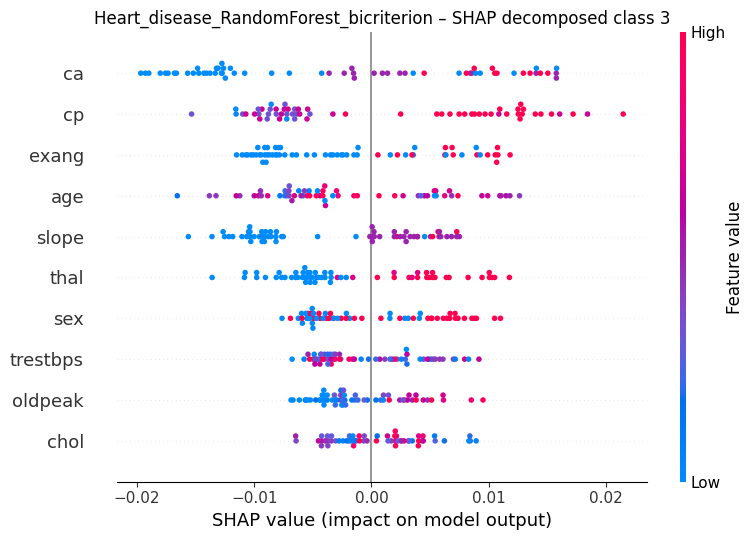 Heart_disease_RandomForest_bicriterion – SHAP decomposed class 3
High
ca
cp
exang
age
slope
thal
sex
trestbps
oldpeak
chol
Feature value
Low
−0.02 −0.01 0.00 0.01 0.02
SHAP value (impact on model output)